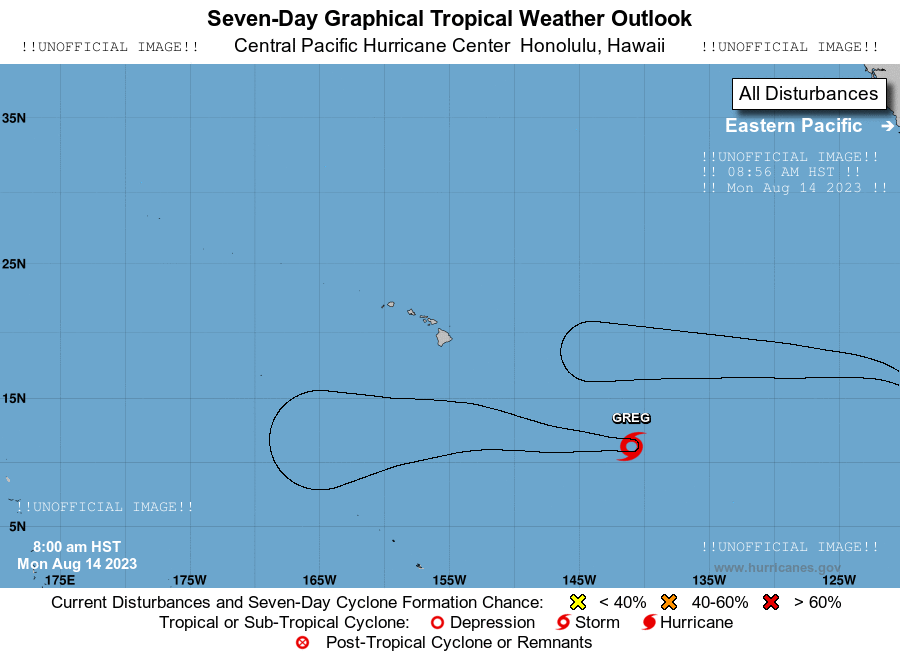 Seven-Day Graphical Tropical Weather Outlook
!!UNOFFICIAL IMAGE!! Central Pacific Hurricane Center Honolulu, Hawaii !!UNOFFICIAL IMAGE!!
All Disturbances
35N
Eastern Pacific ➔
!!UNOFFICIAL IMAGE!!
!! 08:56 AM HST !!
!! Mon Aug 14 2023 !!
25N
15N
GREG
!!UNOFFICIAL IMAGE!!
5N
8:00 am HST
!!UNOFFICIAL IMAGE!!
Mon Aug 14 2023
www.hurricanes.gov
175E 175W 165W 155W 145W 135W 125W
Current Disturbances and Seven-Day Cyclone Formation Chance: < 40% 40-60% > 60%
Tropical or Sub-Tropical Cyclone: Depression Storm Hurricane
Post-Tropical Cyclone or Remnants